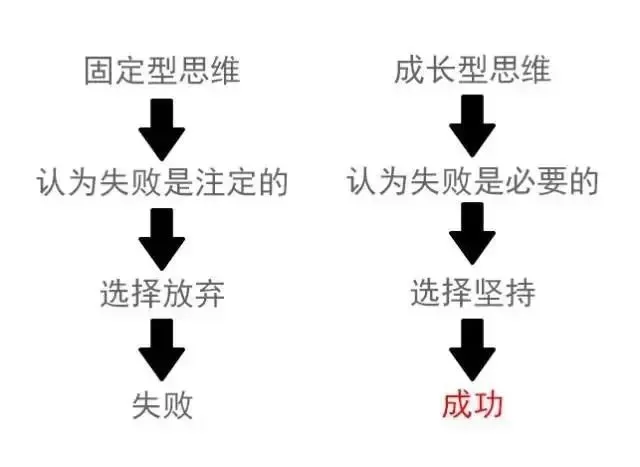 固定型思维
认为失败是注定的
选择放弃
失败
成长型思维
认为失败是必要的
选择坚持
成功